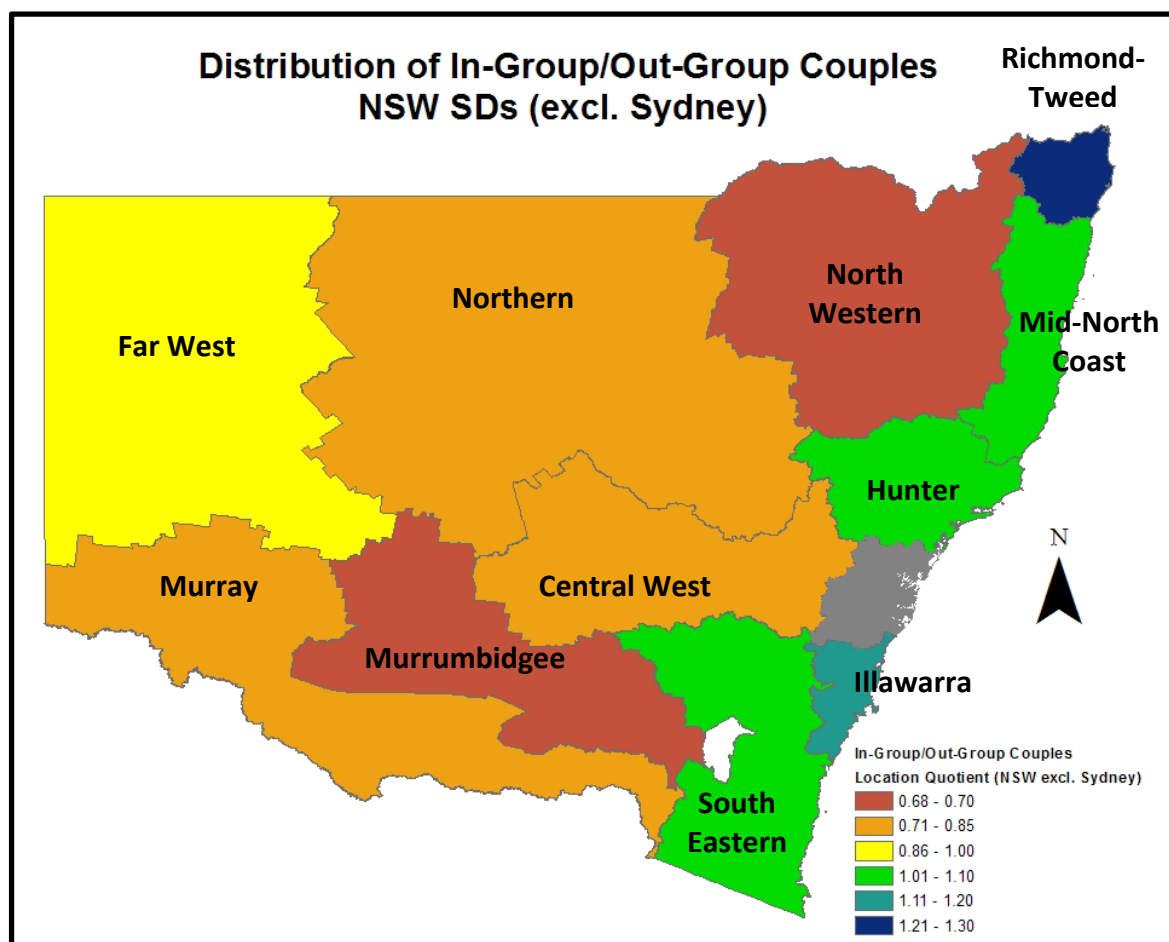 Distribution of In-Group/Out-Group Couples
NSW SDs (excl. Sydney)
Richmond-
Tweed
North
Western
Northern
Mid-North
Coast
Far West
Hunter
N
Murray
Central West
Murrumbidgee
Illawarra
South
Eastern
In-Group/Out-Group Couples
Location Quotient (NSW excl. Sydney)
0.68 - 0.70
0.71 - 0.85
0.86 - 1.00
1.01 - 1.10
1.11 - 1.20
1.21 - 1.30